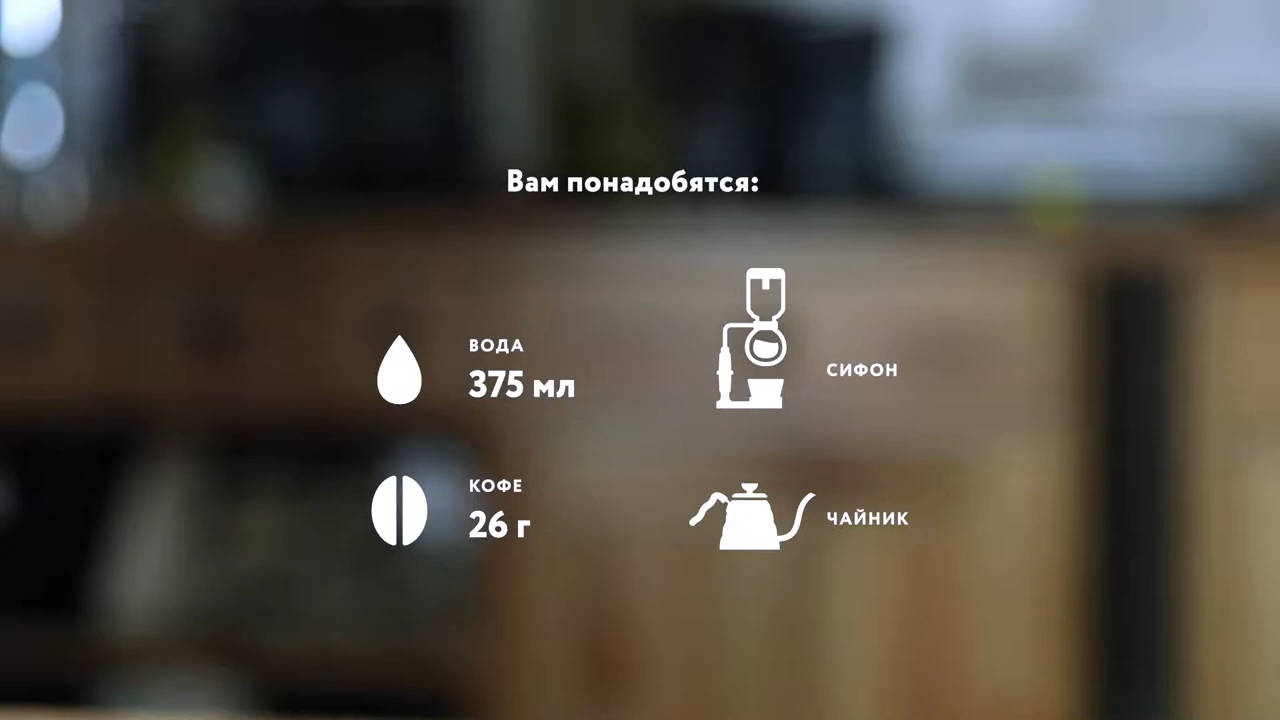 Вам понадобятся:
ВОДА
375 мл
СИФОН
КОФЕ
26 г
ЧАЙНИК